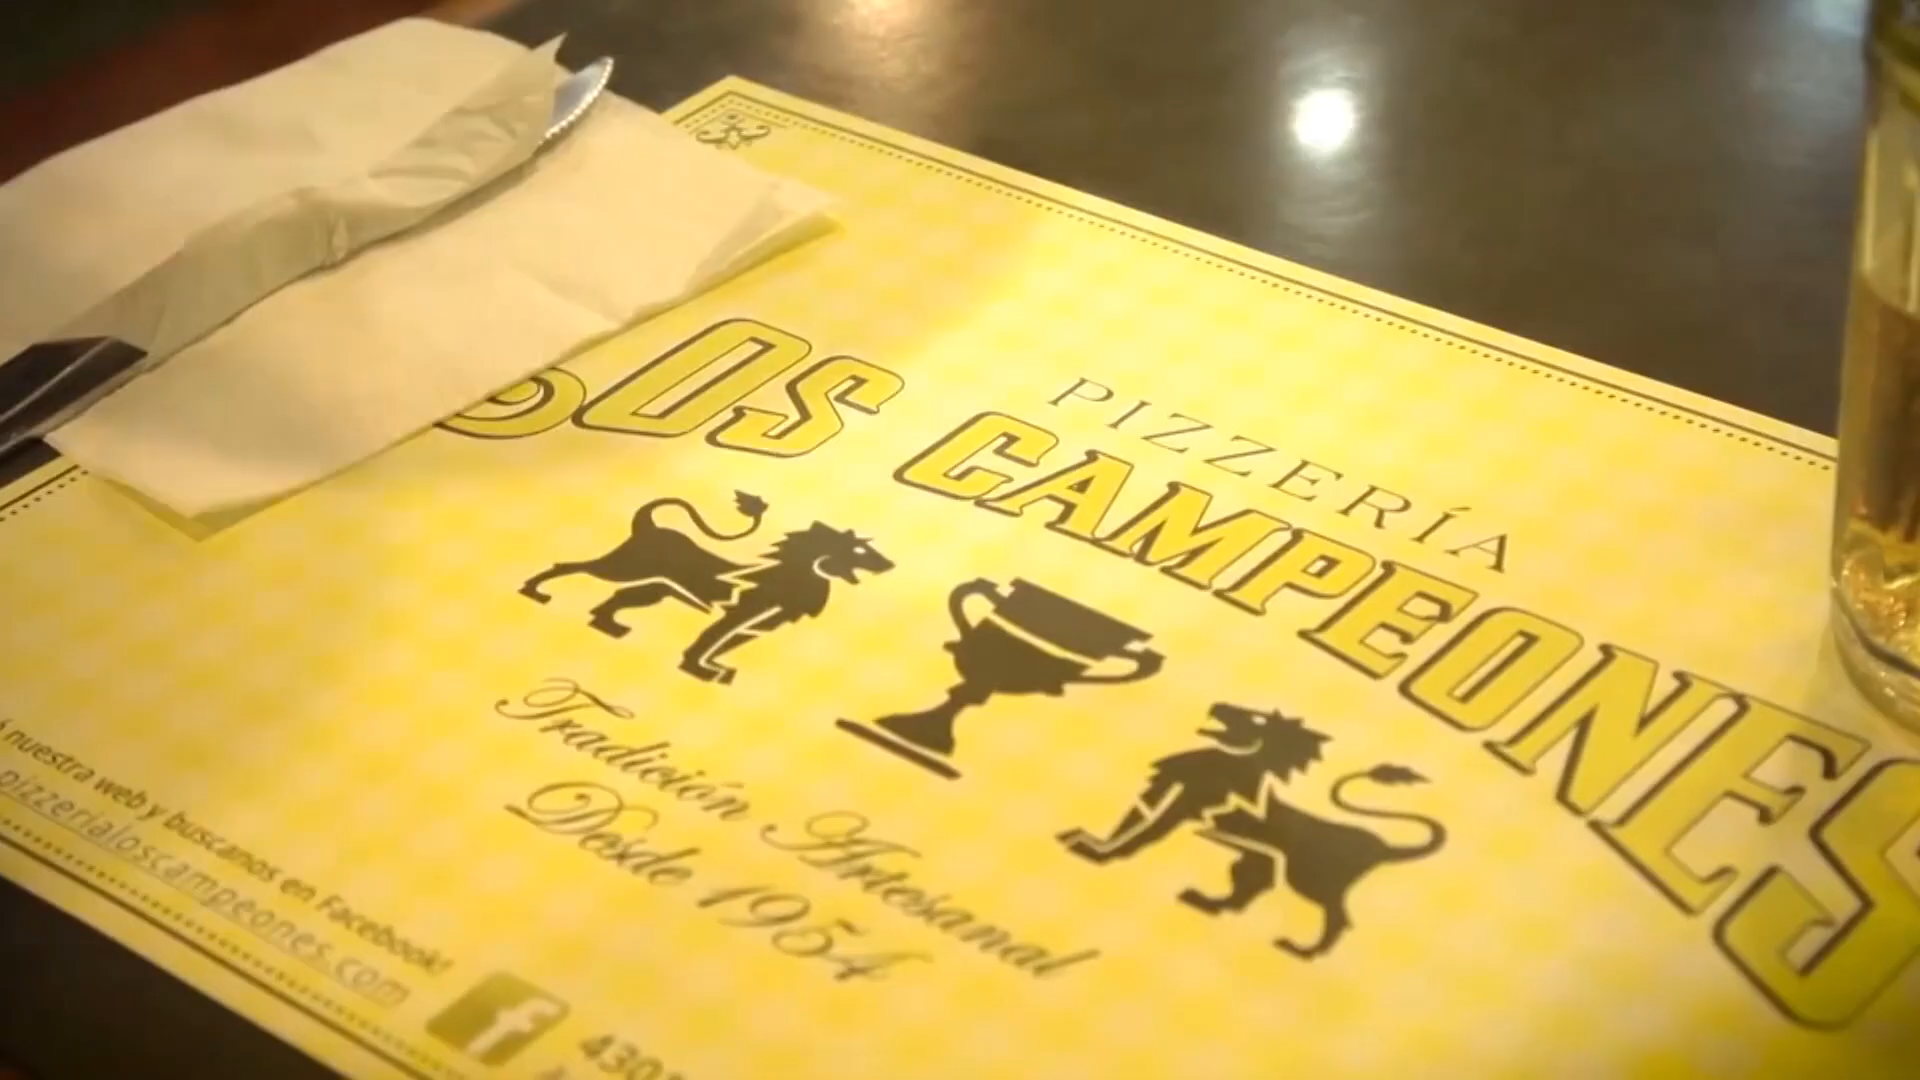 PIZZERÍA
OS CAMPEONES
Tradición Artesanal
Desde 1954
nuestra web y buscanos en Facebook!
pizzerialoscampeones.com
f
430